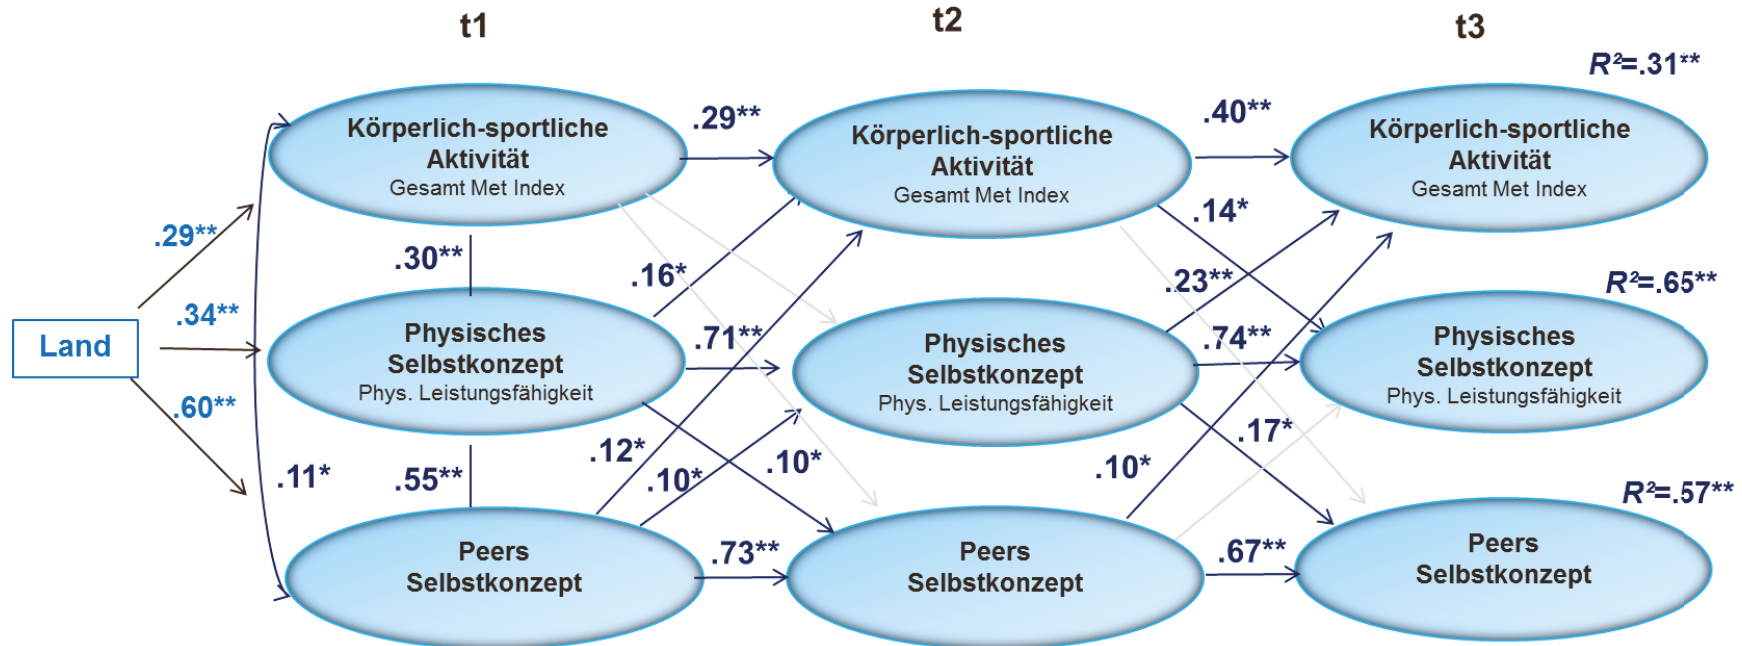 t1
t2
t3
R²=.31**
Körperlich-sportliche
Aktivität
Gesamt Met Index
.29**
Körperlich-sportliche
Aktivität
Gesamt Met Index
.40**
Körperlich-sportliche
Aktivität
Gesamt Met Index
.29**
.30**
.16*
.14*
.23**
R²=.65**
Land
.34**
.60**
Physisches
Selbstkonzept
Phys. Leistungsfähigkeit
.71**
Physisches
Selbstkonzept
Phys. Leistungsfähigkeit
.74**
Physisches
Selbstkonzept
Phys. Leistungsfähigkeit
.11*
.55**
.12*
.10*
.10*
.10*
.17*
R²=.57**
Peers
Selbstkonzept
.73**
Peers
Selbstkonzept
.67**
Peers
Selbstkonzept